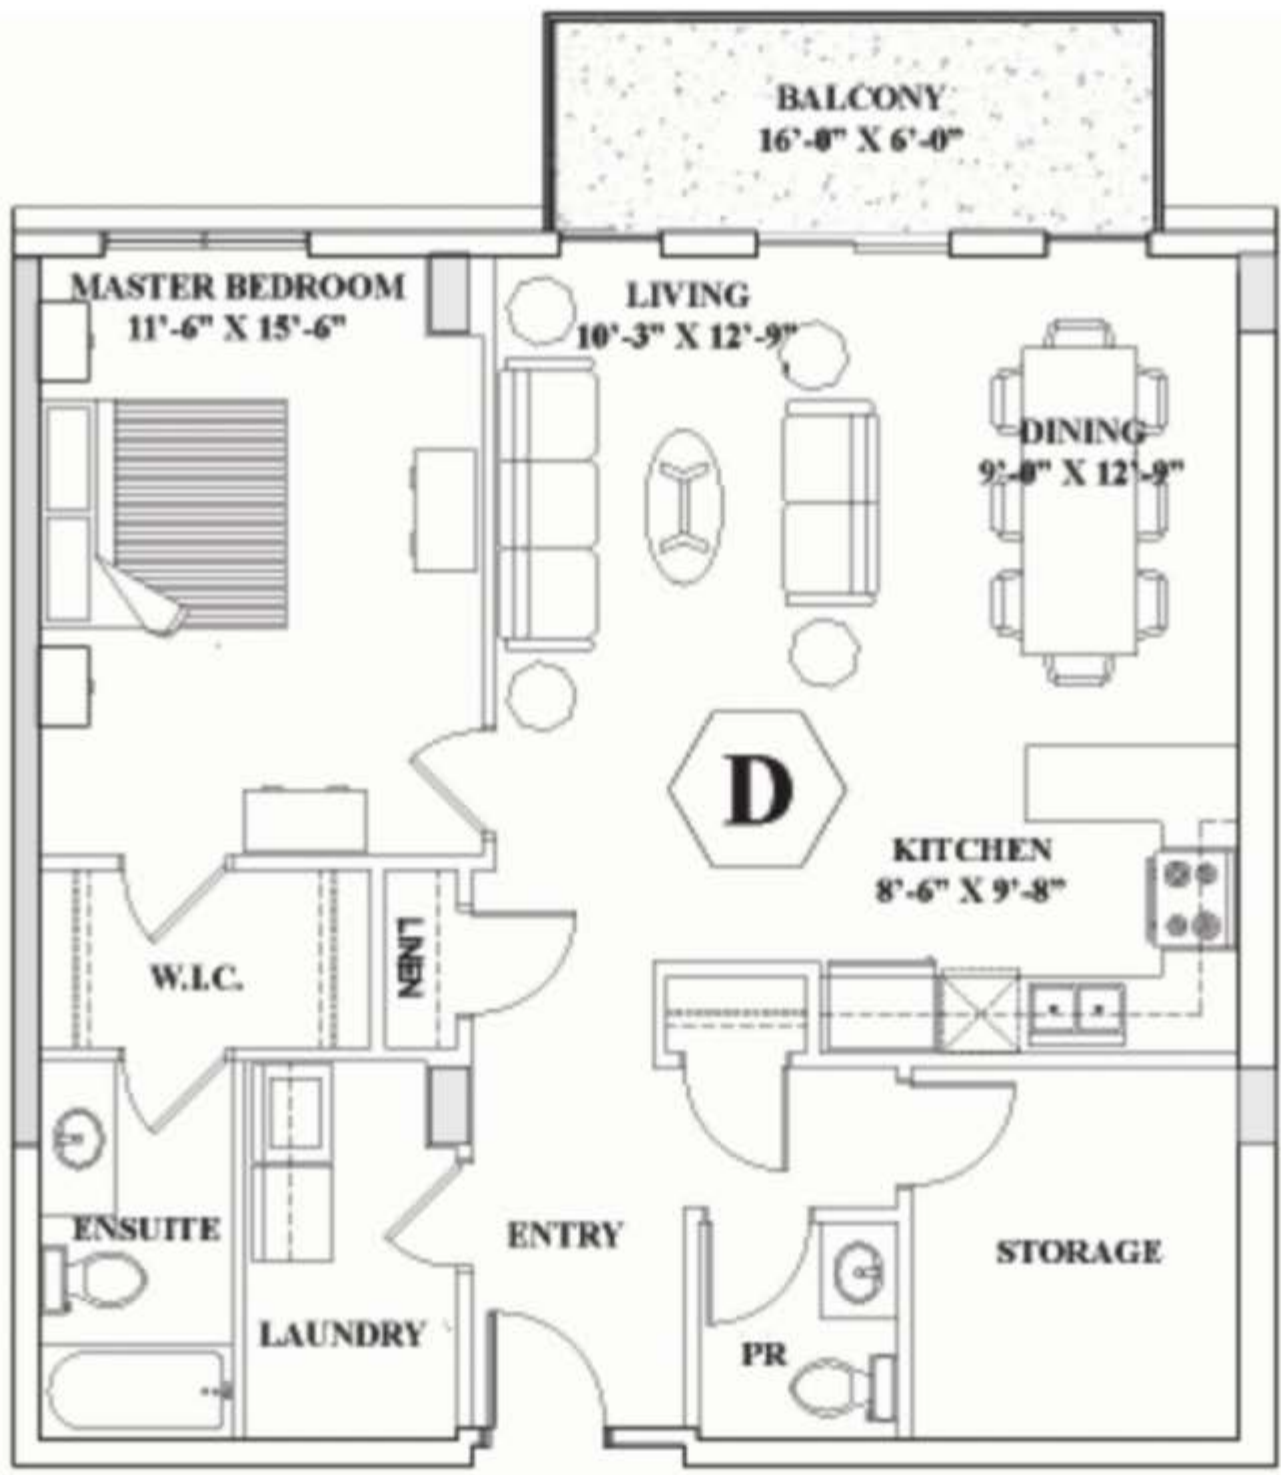 BALCONY
16'-0" X 6'-0"
MASTER BEDROOM
11'-6" X 15'-6"
LIVING
10'-3" X 12'-9"
DINING
9'-0" X 12'-9"
D
KITCHEN
8'-6" X 9'-8"
LINEN
W.I.C.
ENSUITE
ENTRY
STORAGE
LAUNDRY
PR